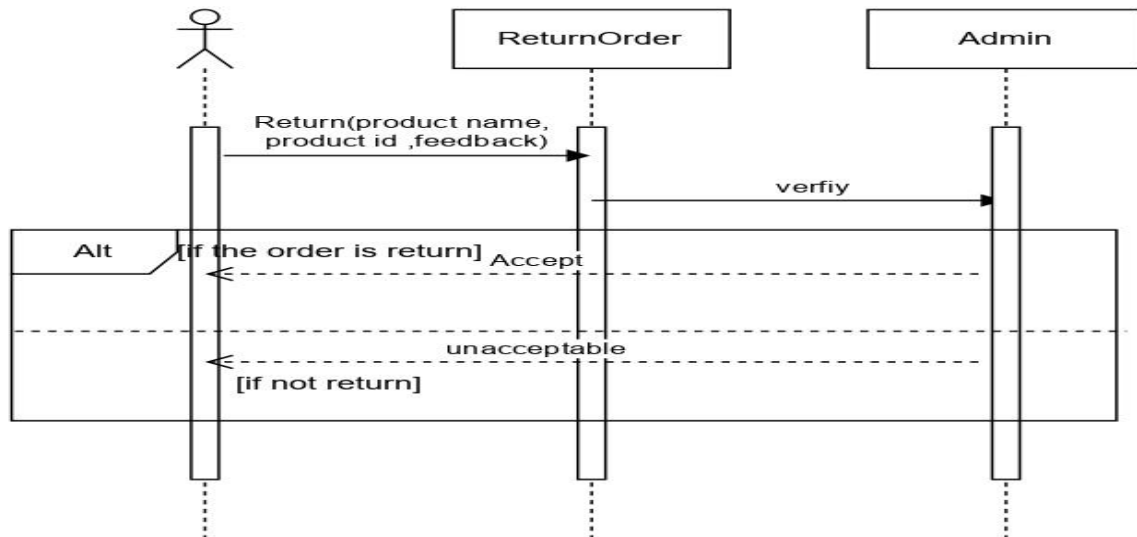 ReturnOrder
Admin
Return(product name,
product id ,feedback)
verfiy
Alt
[if the order is return]
Accept
unacceptable
[if not return]